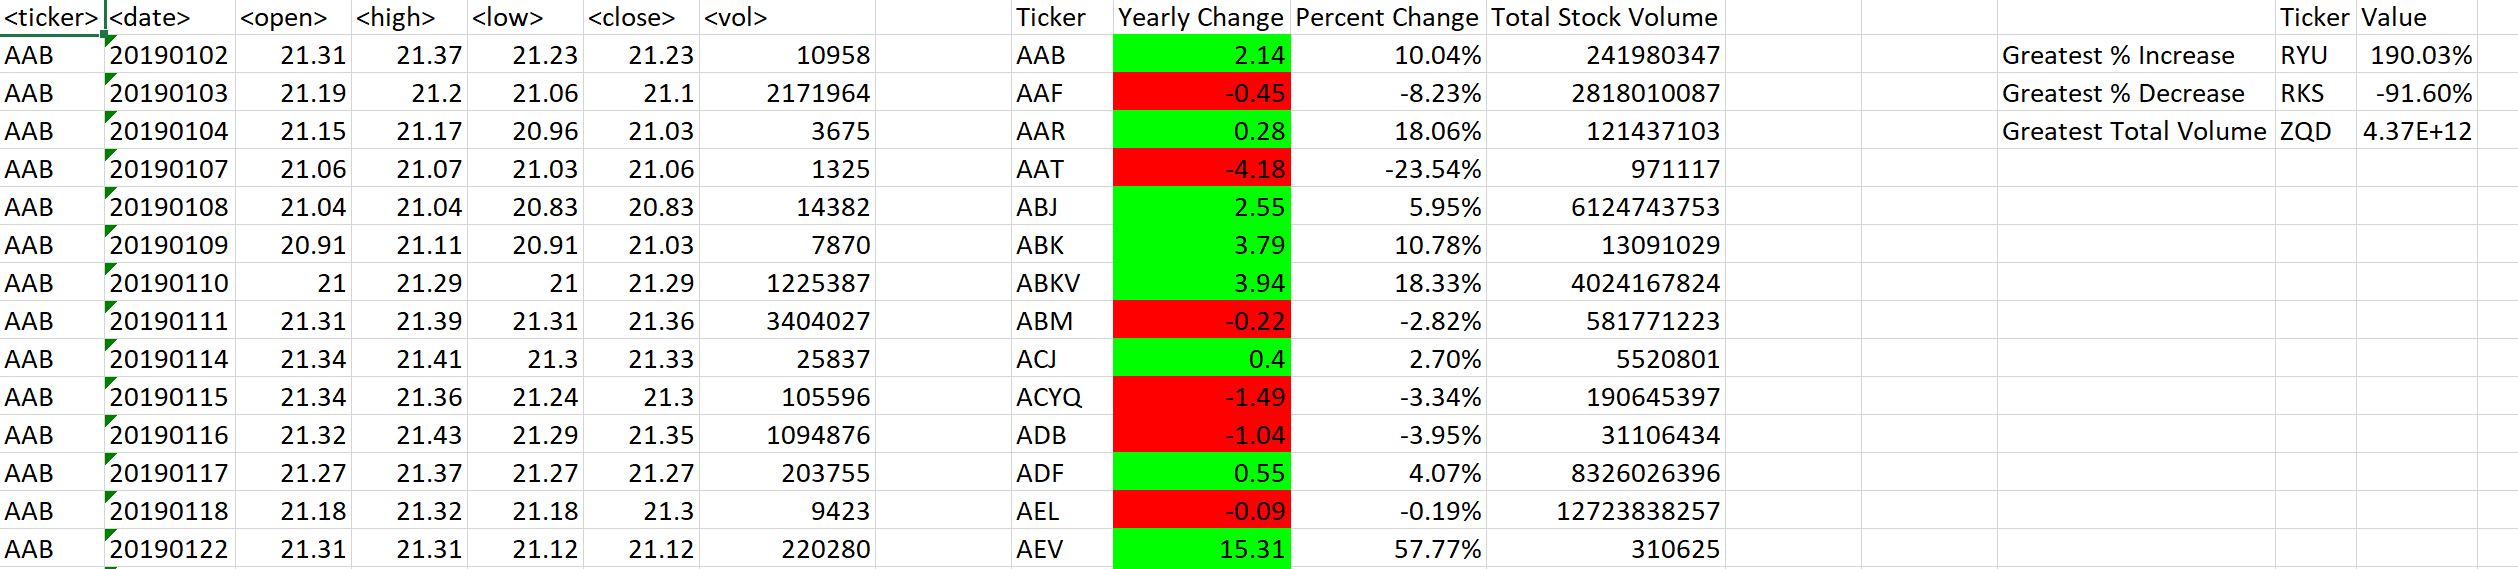 <ticker> <date> <open> <high> <low> <close> <vol> Ticker Yearly Change Percent Change Total Stock Volume Ticker Value
AAB 20190102 21.31 21.37 21.23 21.23 10958 AAB 2.14 10.04% 241980347 Greatest % Increase RYU 190.03%
AAB 20190103 21.19 21.2 21.06 21.1 2171964 AAF -0.45 -8.23% 2818010087 Greatest % Decrease RKS -91.60%
AAB 20190104 21.15 21.17 20.96 21.03 3675 AAR 0.28 18.06% 121437103 Greatest Total Volume ZQD 4.37E+12
AAB 20190107 21.06 21.07 21.03 21.06 1325 AAT -4.18 -23.54% 971117
AAB 20190108 21.04 21.04 20.83 20.83 14382 ABJ 2.55 5.95% 6124743753
AAB 20190109 20.91 21.11 20.91 21.03 7870 ABK 3.79 10.78% 13091029
AAB 20190110 21 21.29 21 21.29 1225387 ABKV 3.94 18.33% 4024167824
AAB 20190111 21.31 21.39 21.31 21.36 3404027 ABM -0.22 -2.82% 581771223
AAB 20190114 21.34 21.41 21.3 21.33 25837 ACJ 0.4 2.70% 5520801
AAB 20190115 21.34 21.36 21.24 21.3 105596 ACYQ -1.49 -3.34% 190645397
AAB 20190116 21.32 21.43 21.29 21.35 1094876 ADB -1.04 -3.95% 31106434
AAB 20190117 21.27 21.37 21.27 21.27 203755 ADF 0.55 4.07% 8326026396
AAB 20190118 21.18 21.32 21.18 21.3 9423 AEL -0.09 -0.19% 12723838257
AAB 20190122 21.31 21.31 21.12 21.12 220280 AEV 15.31 57.77% 310625